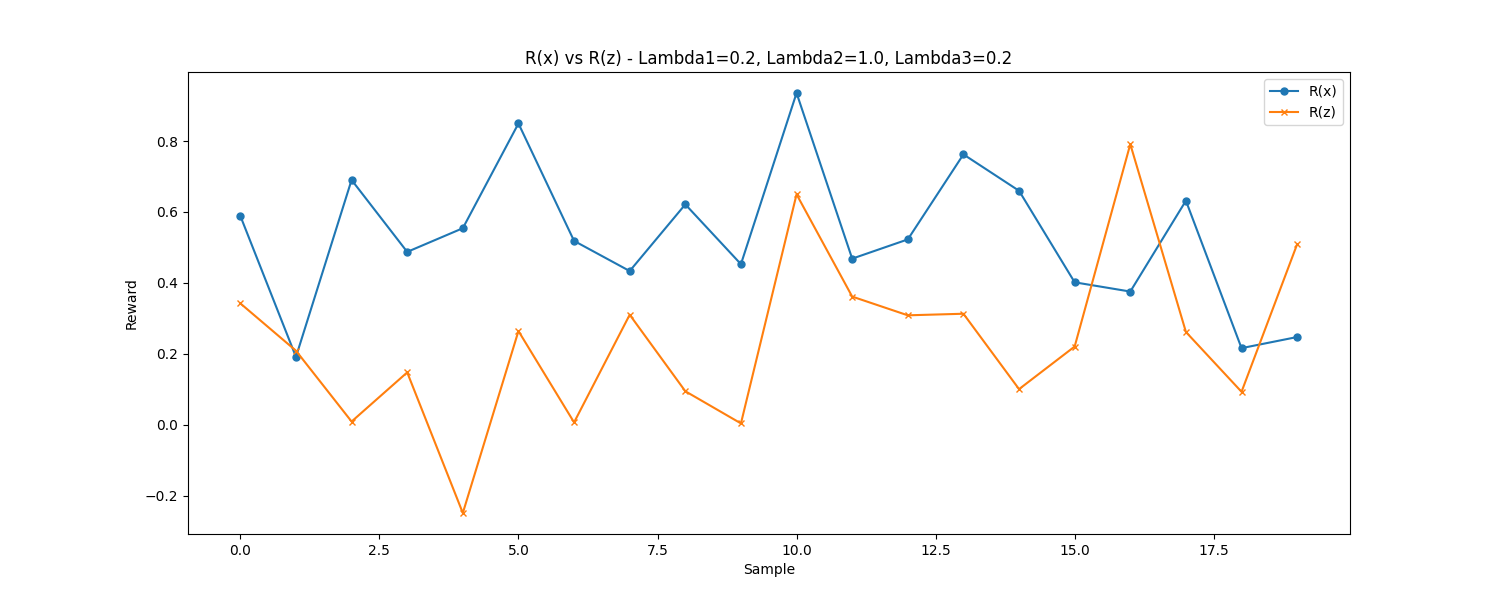 R(x) vs R(z) - Lambda1=0.2, Lambda2=1.0, Lambda3=0.2
R(x)
R(z)
Reward
0.8
0.6
0.4
0.2
0.0
−0.2
0.0 2.5 5.0 7.5 10.0 12.5 15.0 17.5
Sample